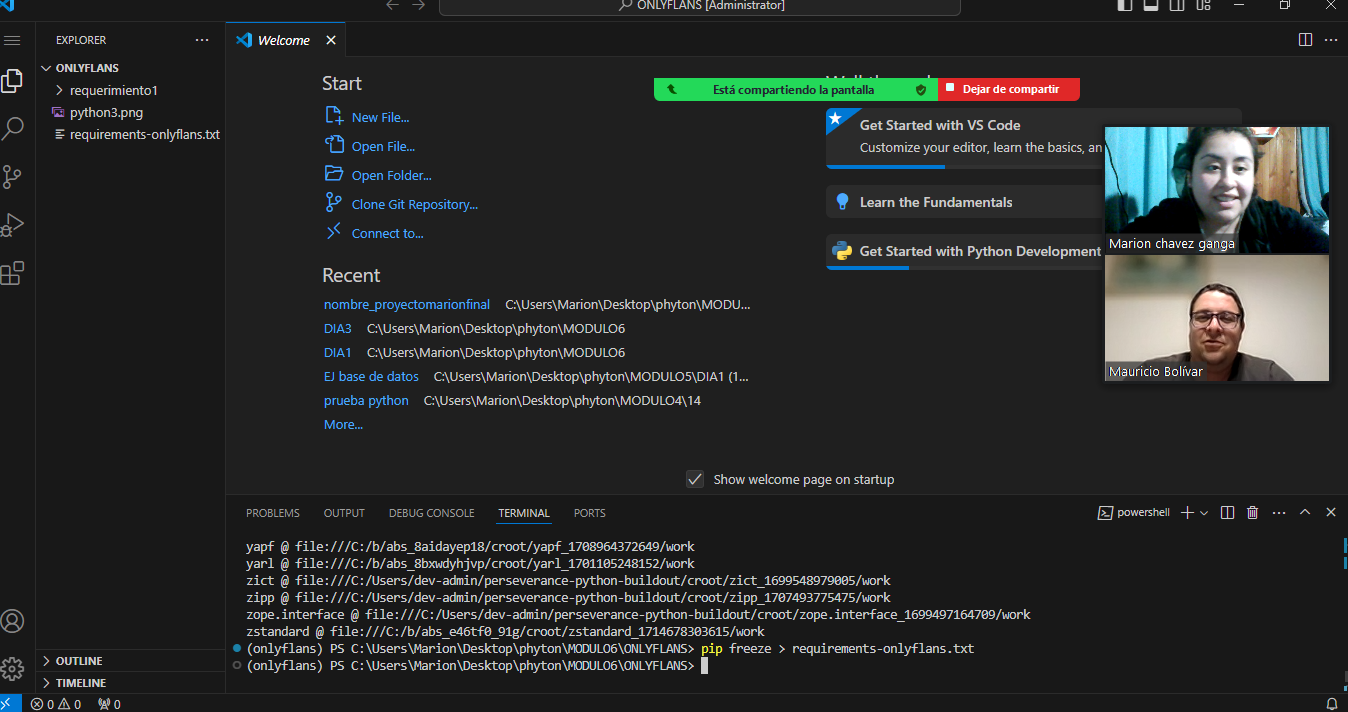 ONLYFLANS [Administrator]
EXPLORER
Welcome
ONLYFLANS
requerimiento1
python3.png
requirements-onlyflans.txt
Start
New File...
Open File...
Open Folder...
Clone Git Repository...
Connect to...
Recent
nombre_proyectomarionfinal C:\Users\Marion\Desktop\phyton\MODU...
DIA3 C:\Users\Marion\Desktop\phyton\MODULO6
DIA1 C:\Users\Marion\Desktop\phyton\MODULO6
EJ base de datos C:\Users\Marion\Desktop\phyton\MODULO5\DIA1 (1...
prueba python C:\Users\Marion\Desktop\phyton\MODULO4\14
More...
Está compartiendo la pantalla
Dejar de compartir
Get Started with VS Code
Customize your editor, learn the basics, an
Learn the Fundamentals
Get Started with Python Development
Marion chavez ganga
Mauricio Bolívar
Show welcome page on startup
PROBLEMS OUTPUT DEBUG CONSOLE TERMINAL PORTS
powershell
yapf @ file:///C:/b/abs_8aidayep18/croot/yapf_1708964372649/work
yarl @ file:///C:/b/abs_8bxwdyhjvp/croot/yarl_1701105248152/work
zict @ file:///C:/Users/dev-admin/perseverance-python-buildout/croot/zict_1699548979005/work
zipp @ file:///C:/b/abs_b0beoc27oa/croot/zipp_1707493775475/work
zope.interface @ file:///C:/Users/dev-admin/perseverance-python-buildout/croot/zope.interface_1699497164709/work
zstandard @ file:///C:/b/abs_e46tf0_91g/croot/zstandard_1714678303615/work
(onlyflans) PS C:\Users\Marion\Desktop\phyton\MODULO6\ONLYFLANS> pip freeze > requirements-onlyflans.txt
(onlyflans) PS C:\Users\Marion\Desktop\phyton\MODULO6\ONLYFLANS>
OUTLINE
TIMELINE
0 0 0